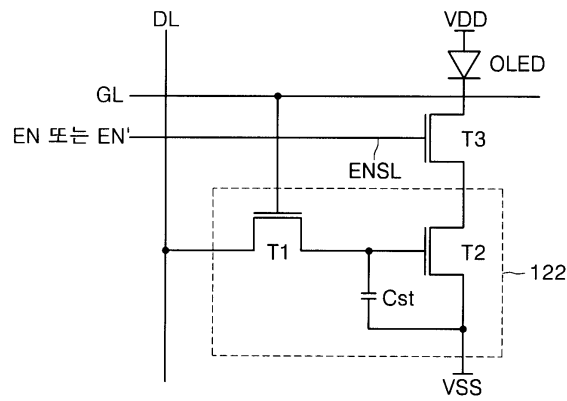 DL
VDD
OLED
GL
EN 또는 EN'
T3
ENSL
T1
T2
122
Cst
VSS